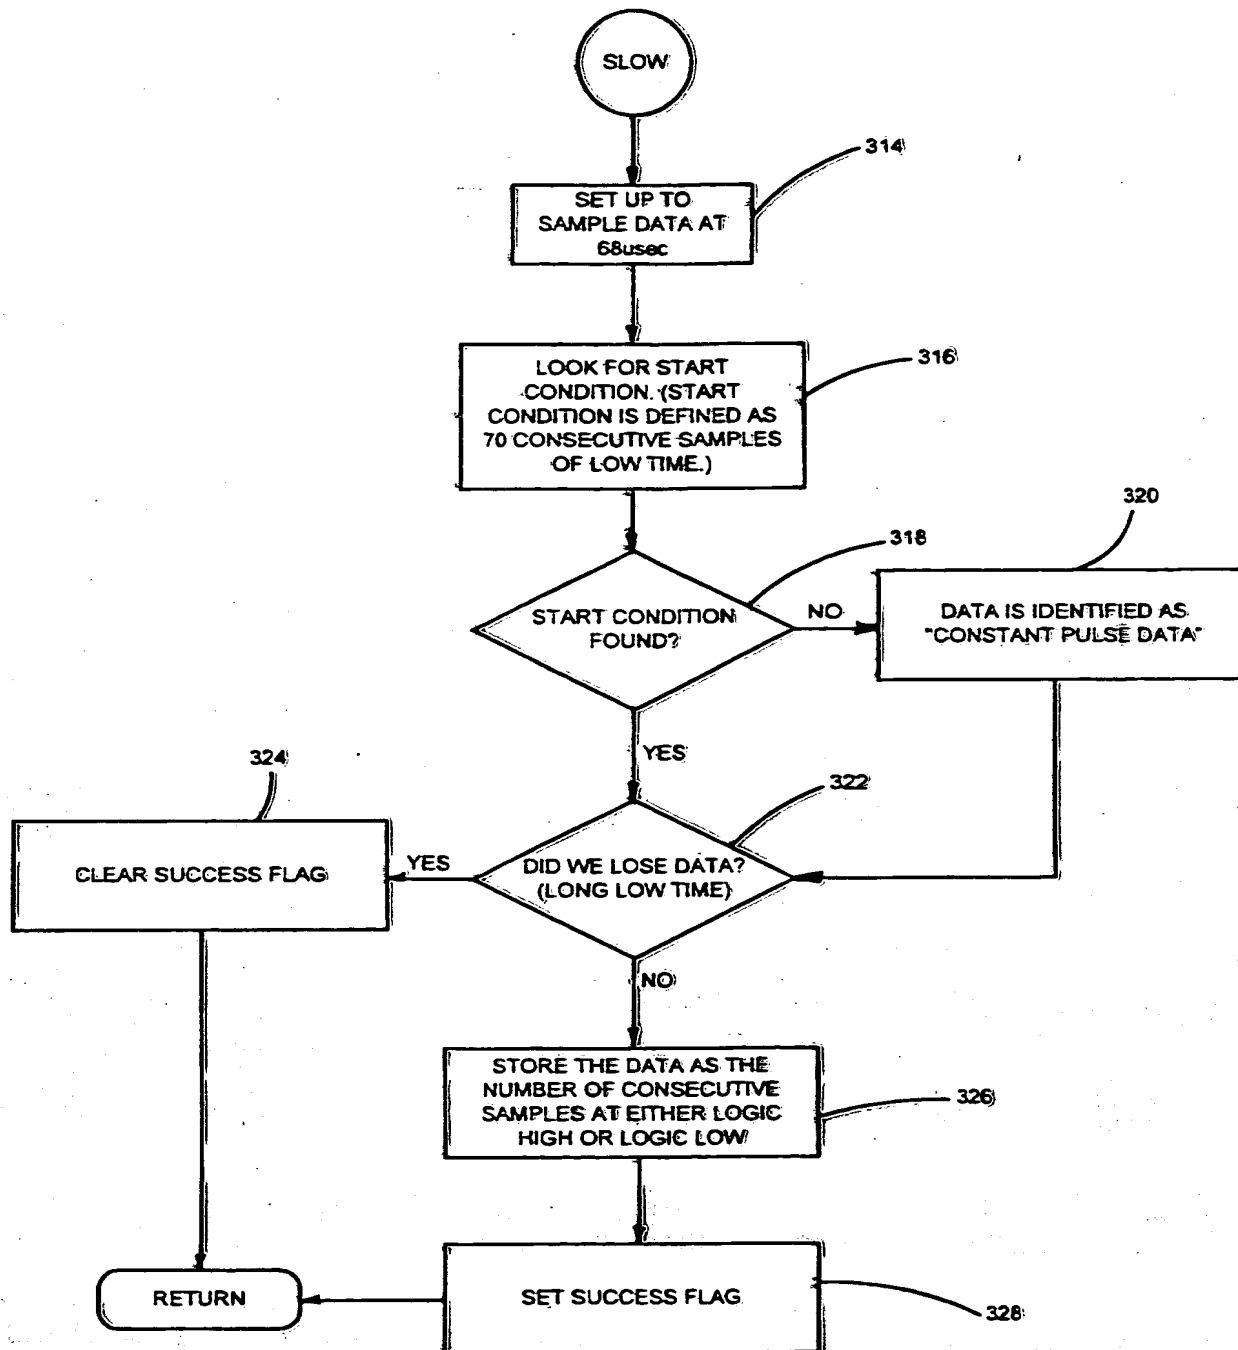 SLOW
314
SET UP TO
SAMPLE DATA AT
68usec
316
LOOK FOR START
CONDITION. (START
CONDITION IS DEFINED AS
70 CONSECUTIVE SAMPLES
OF LOW TIME.)
318
START CONDITION
FOUND?
NO
320
DATA IS IDENTIFIED AS
"CONSTANT PULSE DATA"
YES
322
DID WE LOSE DATA?
(LONG LOW TIME)
YES
324
CLEAR SUCCESS FLAG
NO
STORE THE DATA AS THE
NUMBER OF CONSECUTIVE
SAMPLES AT EITHER LOGIC
HIGH OR LOGIC LOW
326
SET SUCCESS FLAG
328
RETURN